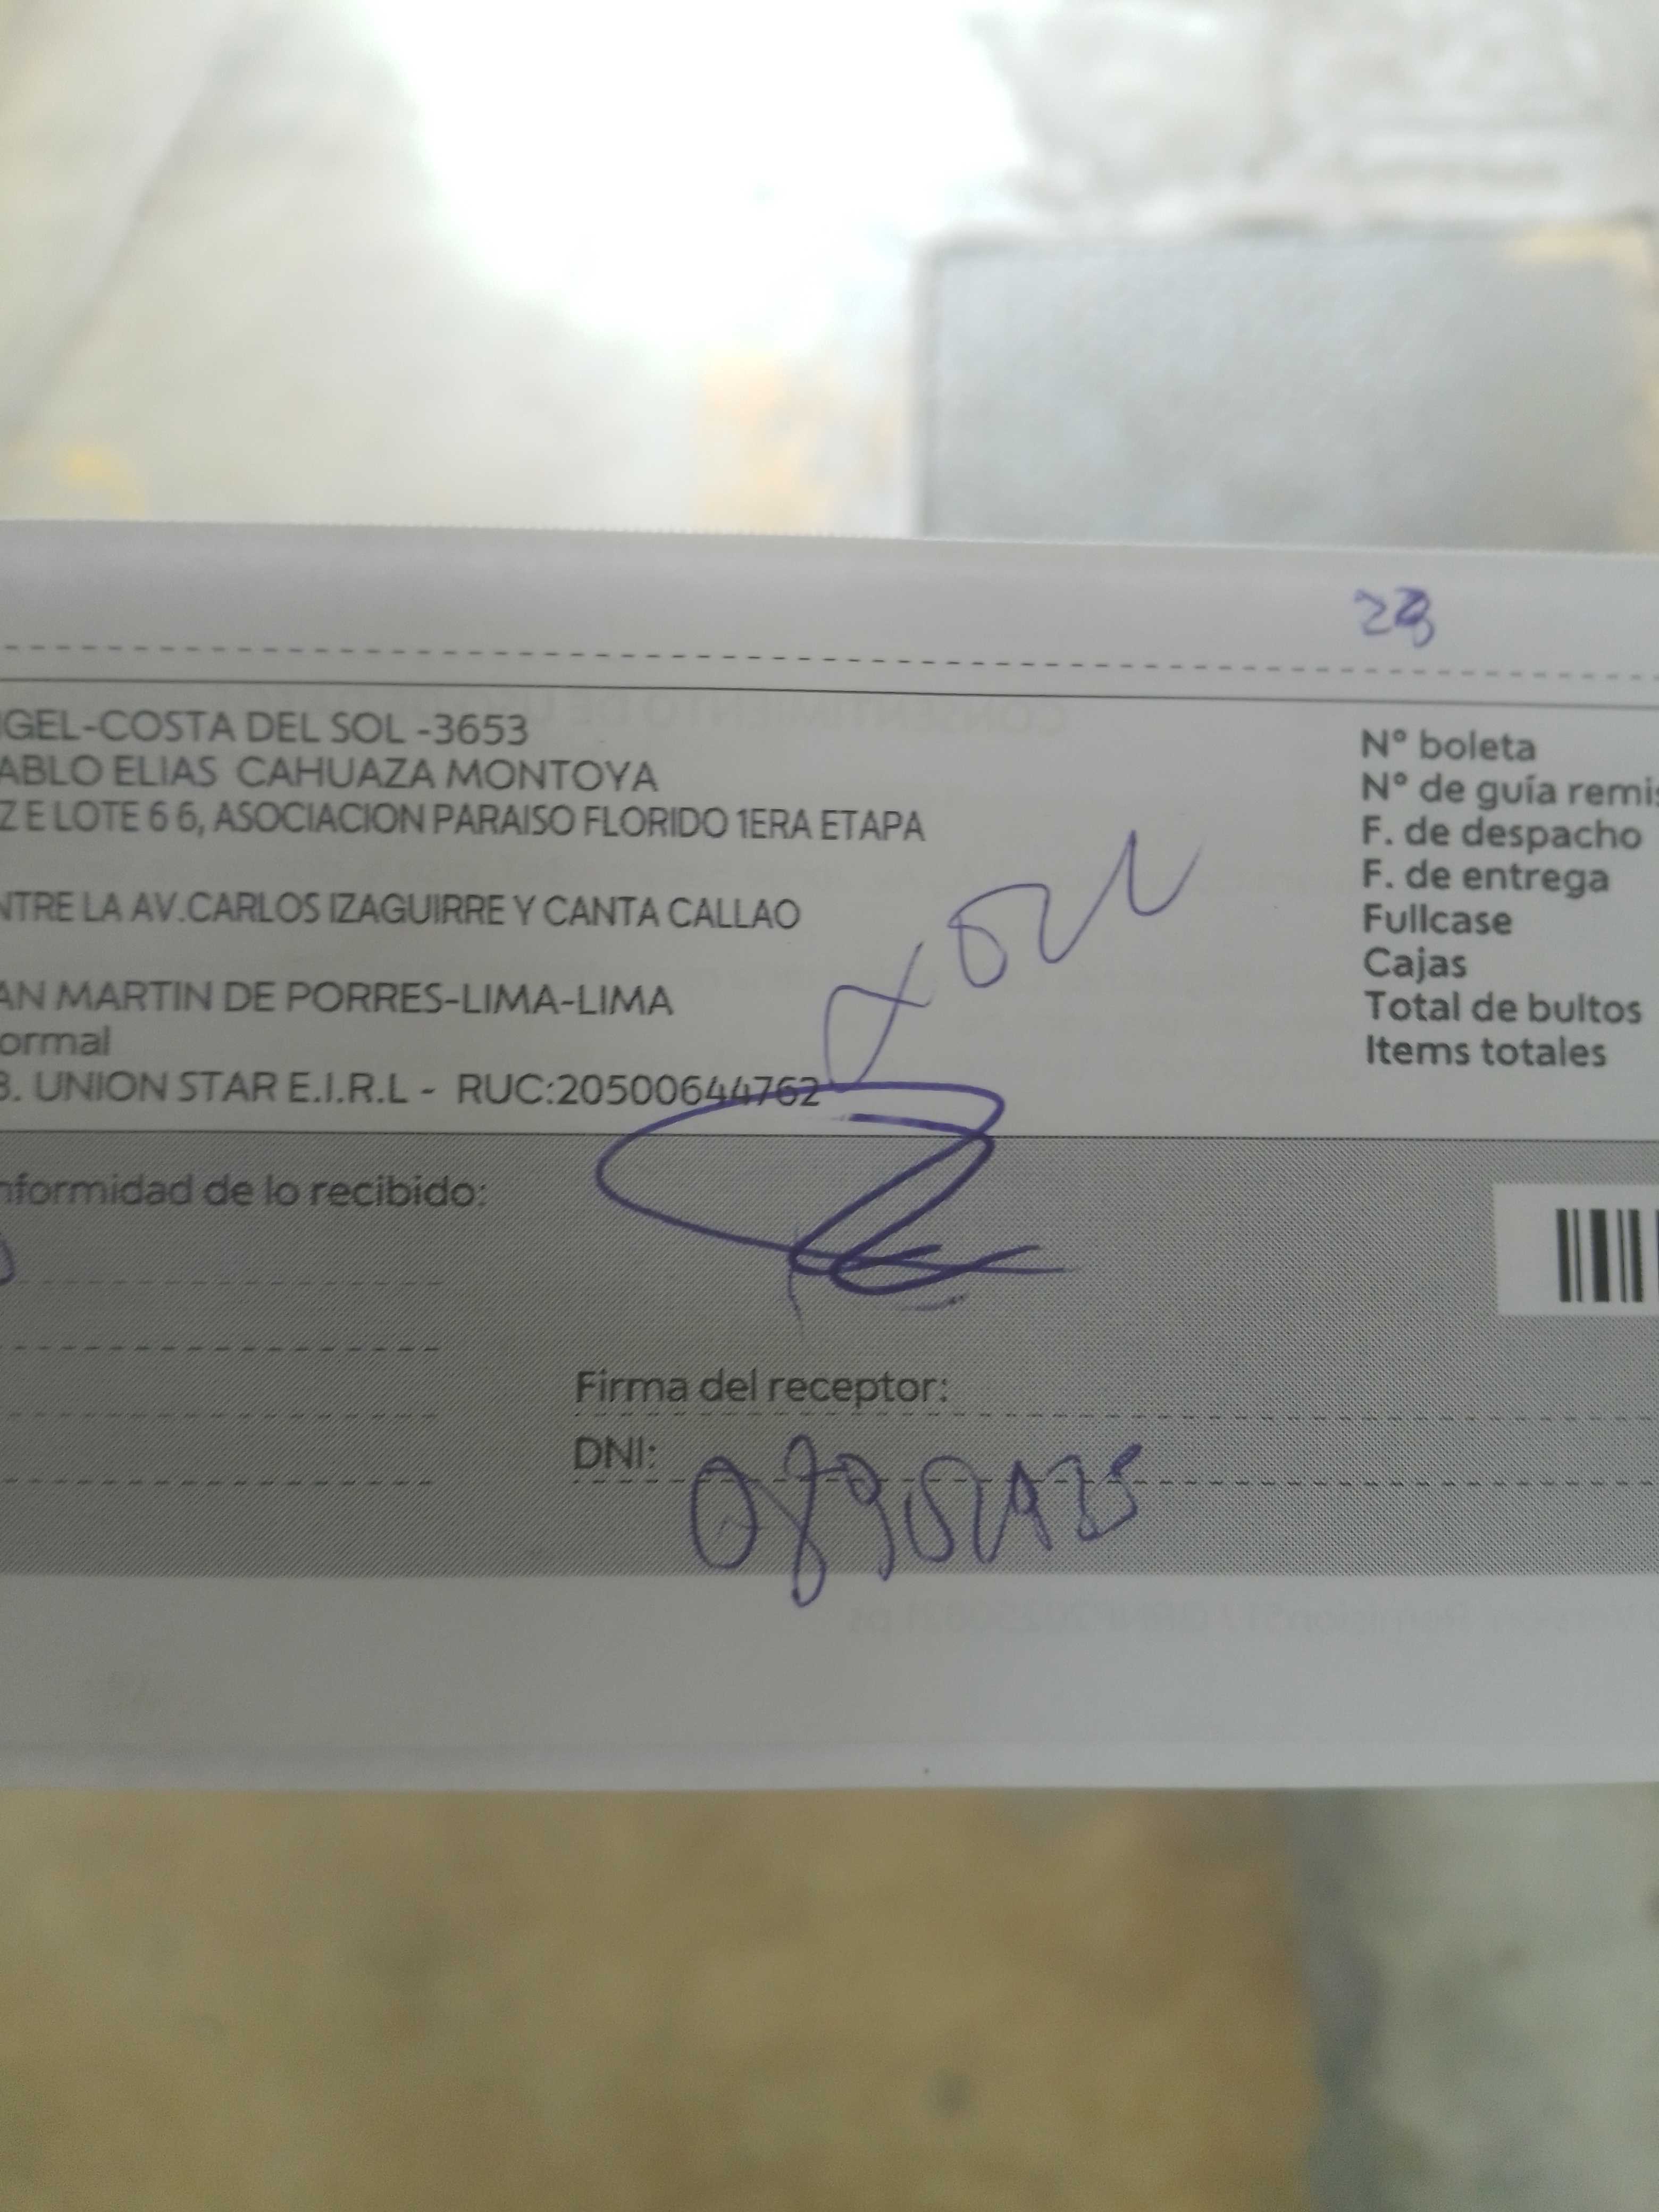 23
NGEL-COSTA DEL SOL -3653
ABLO ELIAS CAHUAZA MONTOYA
Z E LOTE 6 6, ASOCIACION PARAISO FLORIDO 1ERA ETAPA
NTRE LA AV.CARLOS IZAGUIRRE Y CANTA CALLAO
AN MARTIN DE PORRES-LIMA-LIMA
ormal
B. UNION STAR E.I.R.L - RUC:20500644762
N° boleta
N° de guía remis
F. de despacho
F. de entrega
Fullcase
Cajas
Total de bultos
Items totales
nformidad de lo recibido:
Firma del receptor:
DNI: